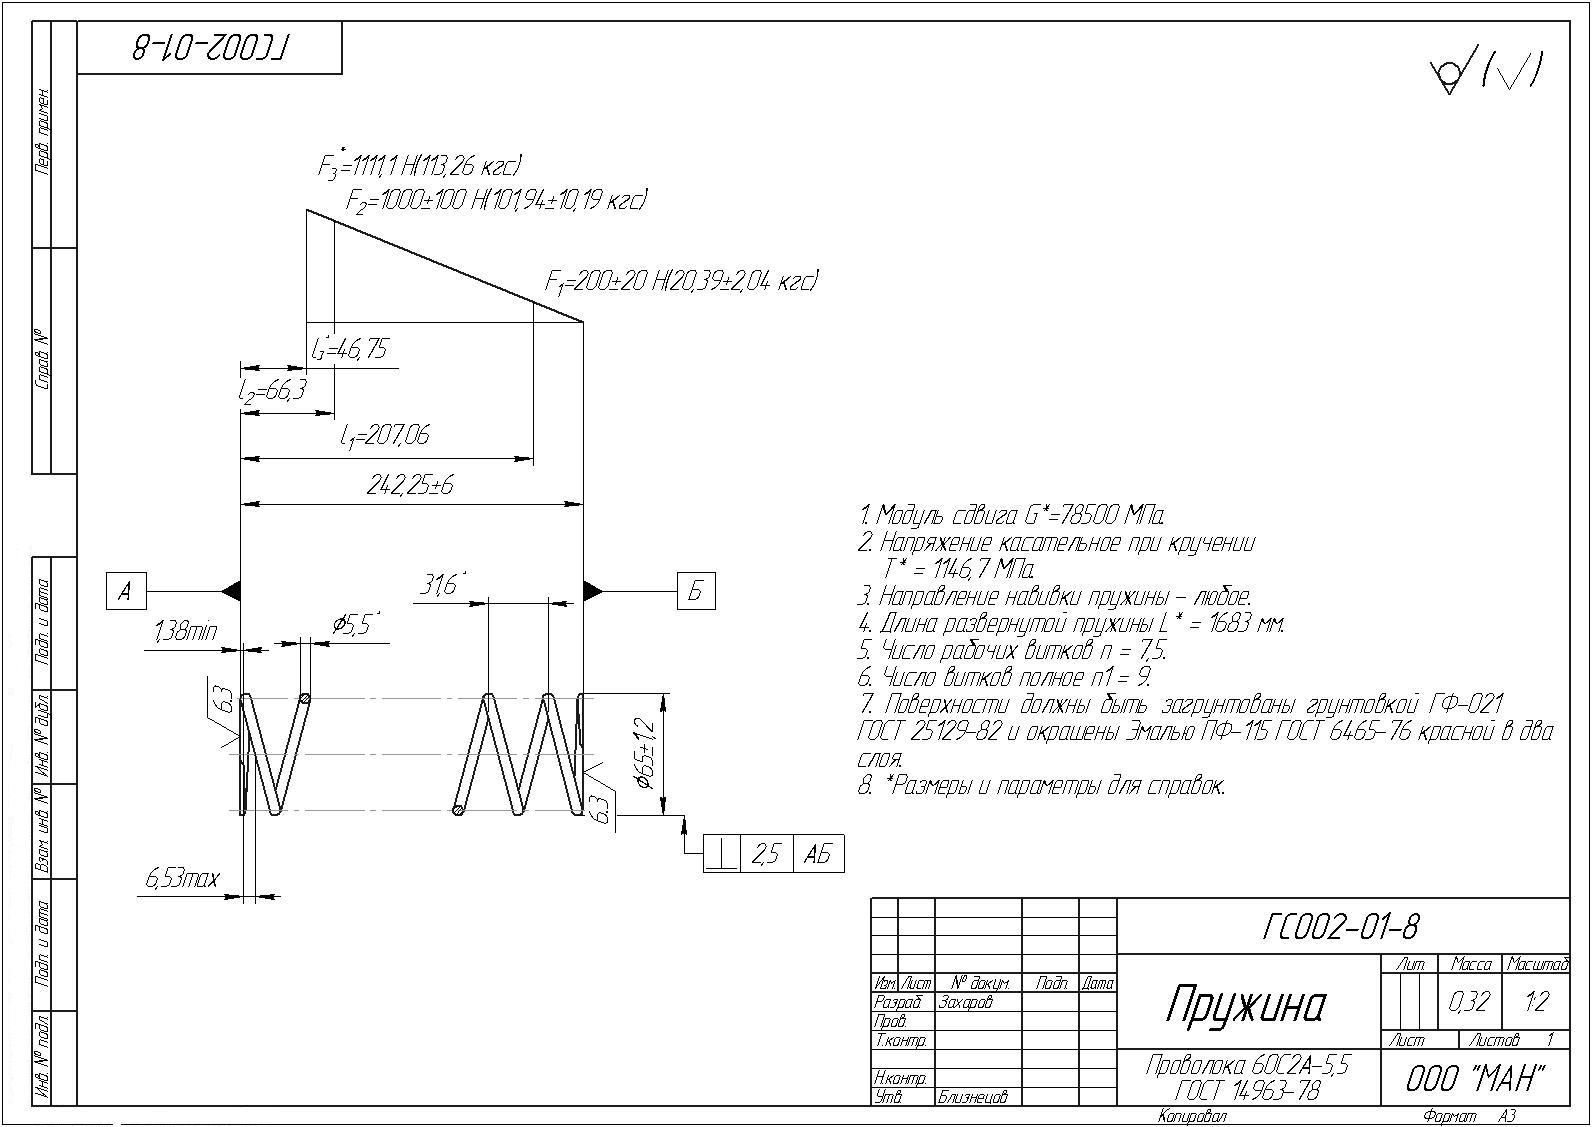 ГС002-01-8
Перв. примен.
Справ. №
Подп. и дата
Инв. № дубл.
Взам. инв. №
Подп. и дата
Инв. № подл.
√ (√)
F3*=1111,1 Н(113,26 кгс)
F2=1000±100 Н(101,94±10,19 кгс)
F1=200±20 Н(20,39±2,04 кгс)
l3*=46,75
l2=66,3
l1=207,06
242,25±6
А
Б
31,6*
1,38min
⌀5,5*
6.3
⌀65±1,2
6.3
⊥ 2,5 АБ
6,53max
1. Модуль сдвига G*=78500 МПа.
2. Напряжение касательное при кручении
Т* = 1146,7 МПа.
3. Направление навивки пружины – любое.
4. Длина развернутой пружины L* = 1683 мм.
5. Число рабочих витков n = 7,5.
6. Число витков полное n1 = 9.
7. Поверхности должны быть загрунтованы грунтовкой ГФ-021
ГОСТ 25129-82 и окрашены Эмалью ПФ-115 ГОСТ 6465-76 красной в два
слоя.
8. *Размеры и параметры для справок.
ГС002-01-8
Изм. Лист № докум. Подп. Дата
Разраб. Захаров
Пров.
Т.контр.
Н.контр.
Утв. Близнецов
Пружина
Лит. Масса Масштаб
0,32 1:2
Лист Листов 1
Проволока 60С2А-5,5
ГОСТ 14963-78
ООО "МАН"
Копировал Формат А3